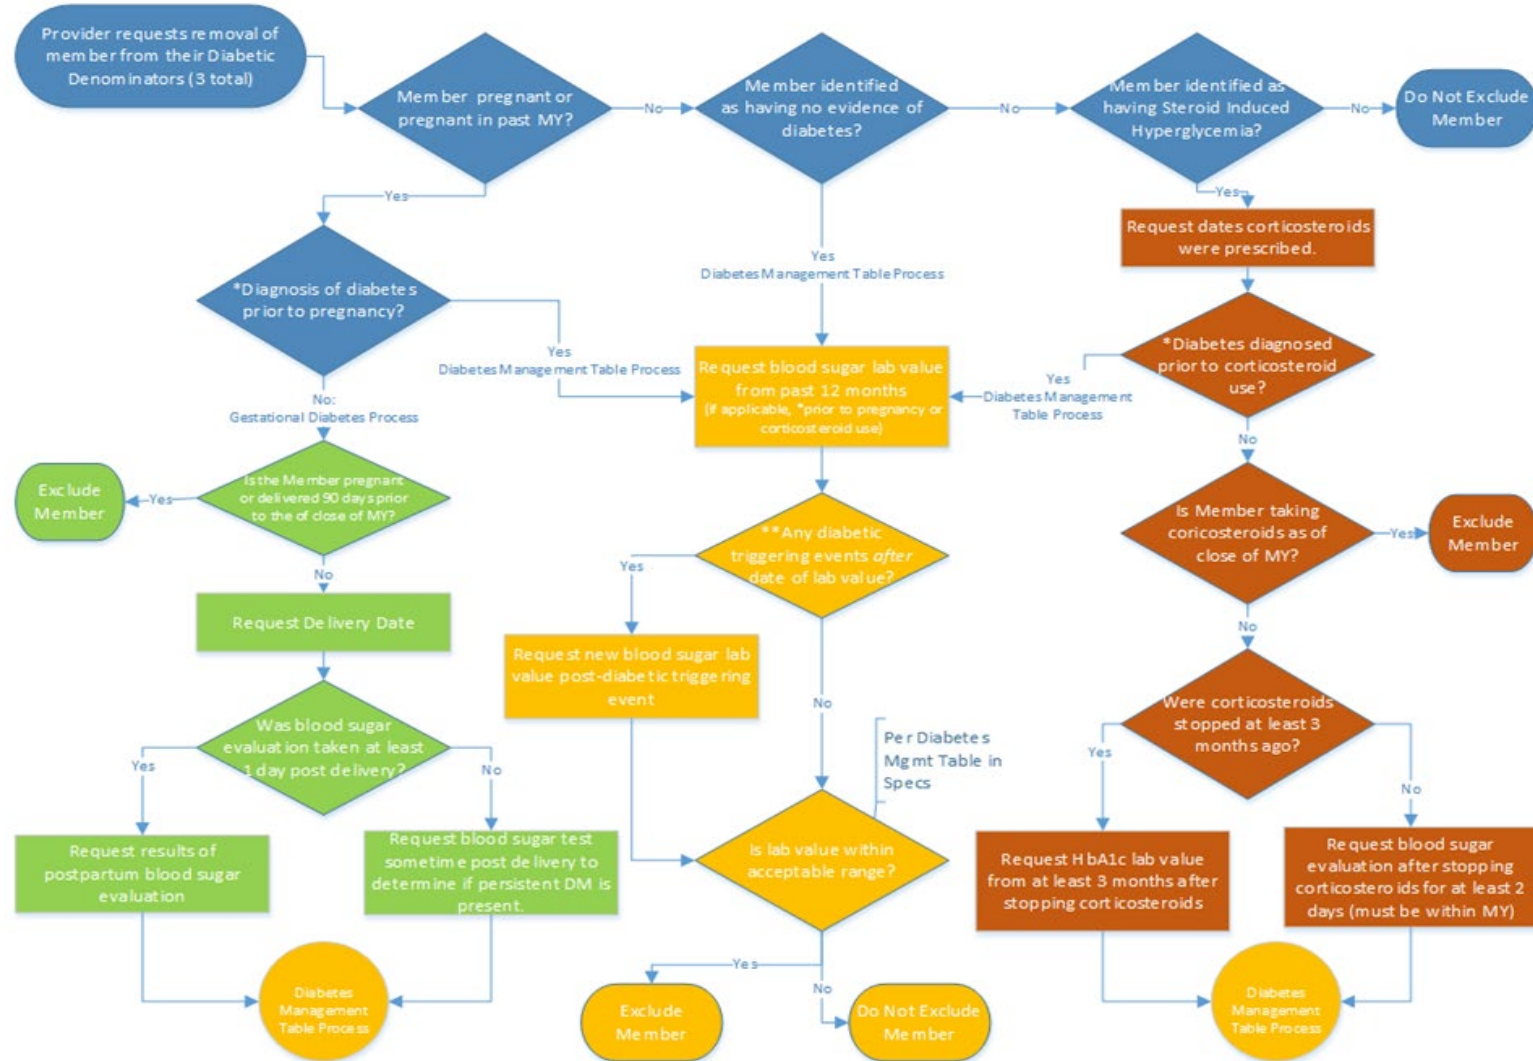 Provider requests removal of
member from their Diabetic
Denominators (3 total)
Member pregnant or
pregnant in past MY?
No
Member identified
as having no evidence of
diabetes?
No
Member identified as
having Steroid Induced
Hyperglycemia?
No
Do Not Exclude
Member
Yes
Yes
Diabetes Management Table Process
Yes
Request dates corticosteroids
were prescribed.
*Diagnosis of diabetes
prior to pregnancy?
Yes
Diabetes Management Table Process
Request blood sugar lab value
from past 12 months
(if applicable, *prior to pregnancy or
corticosteroid use)
*Diabetes diagnosed
prior to corticosteroid
use?
Yes
Diabetes Management
Table Process
No:
Gestational Diabetes Process
No
Is the Member pregnant
or delivered 90 days prior
to the of close of MY?
Yes
Exclude
Member
No
**Any diabetic
triggering events after
date of lab value?
Yes
No
Is Member taking
coricosteroids as of
close of MY?
Yes
Exclude
Member
No
Request Delivery Date
Request new blood sugar lab
value post-diabetic triggering
event
Was blood sugar
evaluation taken at least
1 day post delivery?
Yes
No
Per Diabetes
Mgmt Table in
Specs
Were corticosteroids
stopped at least 3
months ago?
Yes
No
Request results of
postpartum blood sugar
evaluation
Request blood sugar test
sometime post delivery to
determine if persistent DM is
present.
Is lab value within
acceptable range?
Request HbA1c lab value
from at least 3 months after
stopping corticosteroids
Request blood sugar
evaluation after stopping
corticosteroids for at least 2
days (must be within MY)
Diabetes
Management
Table Process
Yes
No
Exclude
Member
Do Not Exclude
Member
Diabetes
Management
Table Process